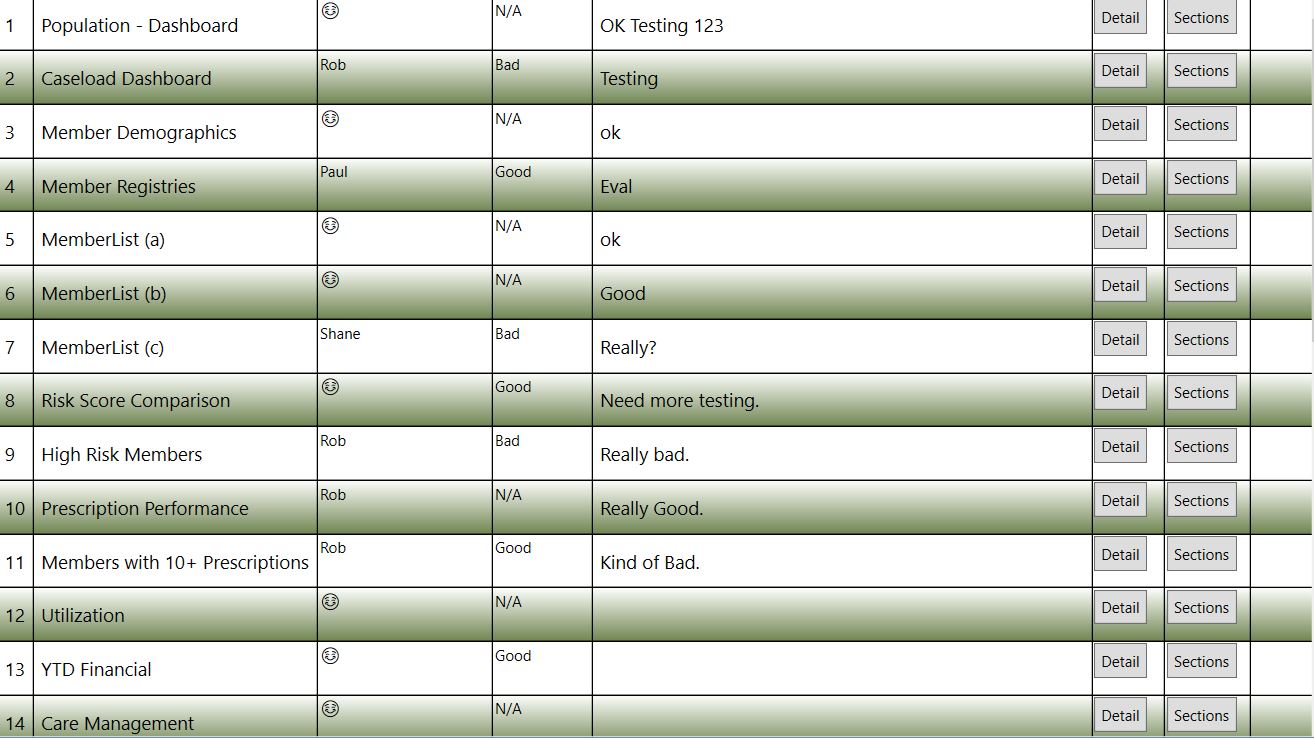 1 Population - Dashboard 😂 N/A OK Testing 123 Detail Sections
2 Caseload Dashboard Rob Bad Testing Detail Sections
3 Member Demographics 😂 N/A ok Detail Sections
4 Member Registries Paul Good Eval Detail Sections
5 MemberList (a) 😂 N/A ok Detail Sections
6 MemberList (b) 😂 N/A Good Detail Sections
7 MemberList (c) Shane Bad Really? Detail Sections
8 Risk Score Comparison 😂 Good Need more testing. Detail Sections
9 High Risk Members Rob Bad Really bad. Detail Sections
10 Prescription Performance Rob N/A Really Good. Detail Sections
11 Members with 10+ Prescriptions Rob Good Kind of Bad. Detail Sections
12 Utilization 😂 N/A Detail Sections
13 YTD Financial 😂 Good Detail Sections
14 Care Management 😂 N/A Detail Sections